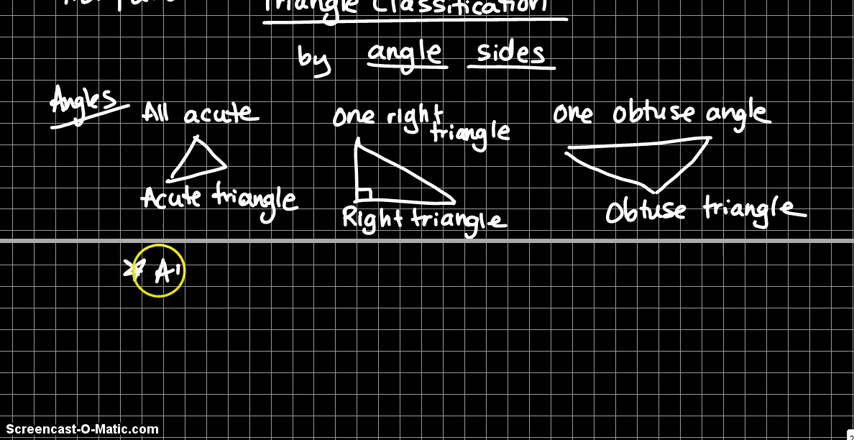 Triangle Classification
by angle sides
Angles
All acute
One right
triangle
One obtuse angle
Acute triangle
Right triangle
Obtuse triangle
Screencast-O-Matic.com